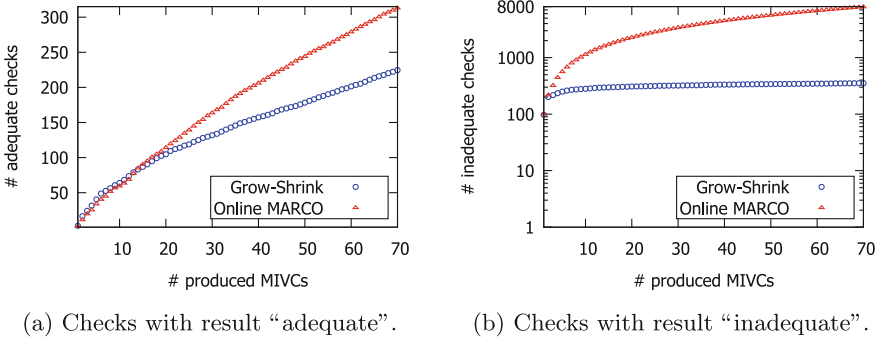 300
250
200
150
100
50
# adequate checks
Grow-Shrink
Online MARCO
10 20 30 40 50 60 70
# produced MIVCs
(a) Checks with result “adequate”.
8000
1000
100
10
1
# inadequate checks
Grow-Shrink
Online MARCO
10 20 30 40 50 60 70
# produced MIVCs
(b) Checks with result “inadequate”.